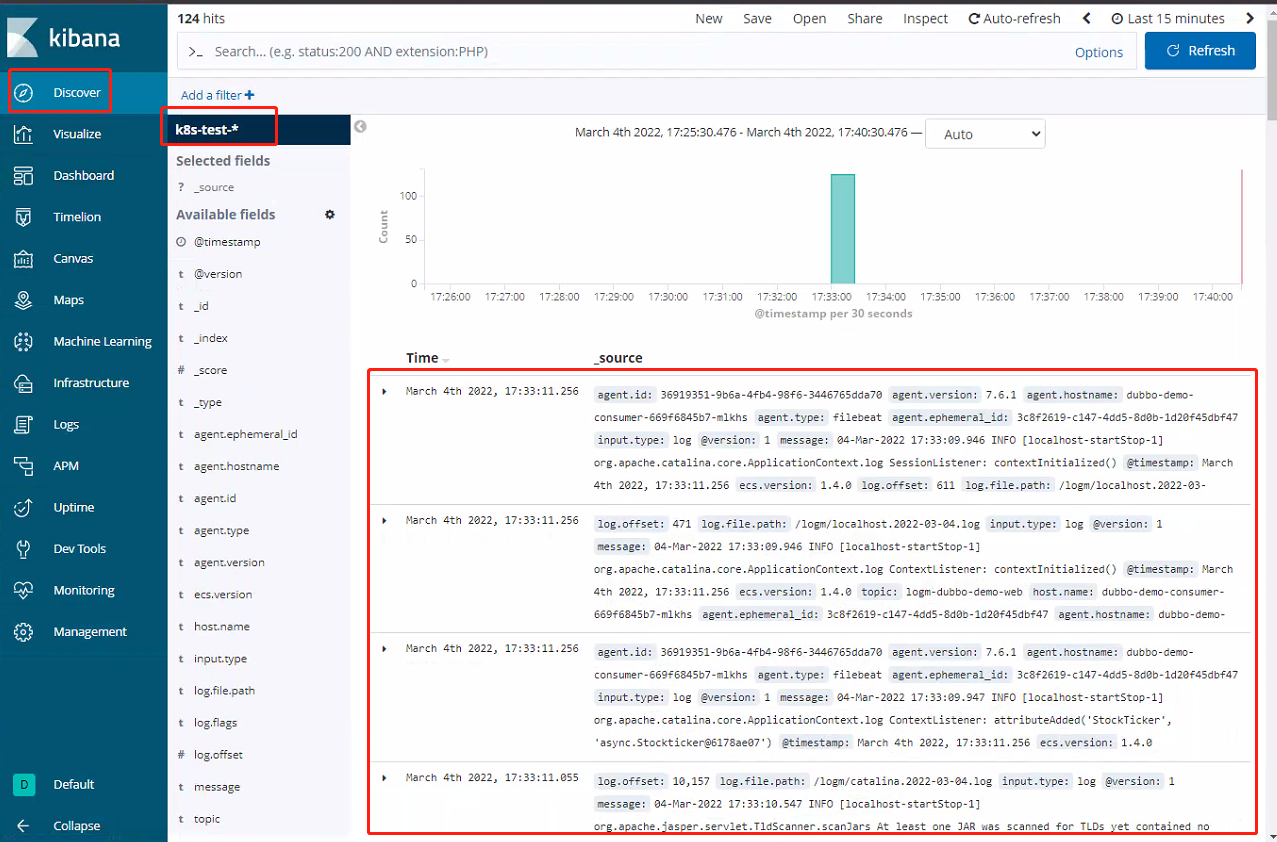 kibana
Discover
Visualize
Dashboard
Timelion
Canvas
Maps
Machine Learning
Infrastructure
Logs
APM
Uptime
Dev Tools
Monitoring
Management
D Default
Collapse
124 hits
New Save Open Share Inspect Auto-refresh Last 15 minutes
>_ Search... (e.g. status:200 AND extension:PHP) Options Refresh
Add a filter +
k8s-test-*
Selected fields
? _source
Available fields
@timestamp
t @version
t _id
t _index
# _score
t _type
t agent.ephemeral_id
t agent.hostname
t agent.id
t agent.type
t agent.version
t ecs.version
t host.name
t input.type
t log.file.path
t log.flags
# log.offset
t message
t topic
March 4th 2022, 17:25:30.476 - March 4th 2022, 17:40:30.476 — Auto
Count
100
50
0
17:26:00 17:27:00 17:28:00 17:29:00 17:30:00 17:31:00 17:32:00 17:33:00 17:34:00 17:35:00 17:36:00 17:37:00 17:38:00 17:39:00 17:40:00
@timestamp per 30 seconds
Time _source
March 4th 2022, 17:33:11.256 agent.id: 36919351-9b6a-4fb4-98f6-3446765dda70 agent.version: 7.6.1 agent.hostname: dubbo-demo-
consumer-669f6845b7-mlkhs agent.type: filebeat agent.ephemeral_id: 3c8f2619-c147-4dd5-8d0b-1d20f45dbf47
input.type: log @version: 1 message: 04-Mar-2022 17:33:09.946 INFO [localhost-startStop-1]
org.apache.catalina.core.ApplicationContext.log SessionListener: contextInitialized() @timestamp: March
4th 2022, 17:33:11.256 ecs.version: 1.4.0 log.offset: 611 log.file.path: /logm/localhost.2022-03-
March 4th 2022, 17:33:11.256 log.offset: 471 log.file.path: /logm/localhost.2022-03-04.log input.type: log @version: 1
message: 04-Mar-2022 17:33:09.946 INFO [localhost-startStop-1]
org.apache.catalina.core.ApplicationContext.log ContextListener: contextInitialized() @timestamp: March
4th 2022, 17:33:11.256 ecs.version: 1.4.0 topic: logm-dubbo-demo-web host.name: dubbo-demo-consumer-
669f6845b7-mlkhs agent.ephemeral_id: 3c8f2619-c147-4dd5-8d0b-1d20f45dbf47 agent.hostname: dubbo-demo-
March 4th 2022, 17:33:11.256 agent.id: 36919351-9b6a-4fb4-98f6-3446765dda70 agent.version: 7.6.1 agent.hostname: dubbo-demo-
consumer-669f6845b7-mlkhs agent.type: filebeat agent.ephemeral_id: 3c8f2619-c147-4dd5-8d0b-1d20f45dbf47
input.type: log @version: 1 message: 04-Mar-2022 17:33:09.947 INFO [localhost-startStop-1]
org.apache.catalina.core.ApplicationContext.log ContextListener: attributeAdded('StockTicker',
'async.Stockticker@6178ae07') @timestamp: March 4th 2022, 17:33:11.256 ecs.version: 1.4.0
March 4th 2022, 17:33:11.055 log.offset: 10,157 log.file.path: /logm/catalina.2022-03-04.log input.type: log @version: 1
message: 04-Mar-2022 17:33:10.547 INFO [localhost-startStop-1]
org.apache.jasper.servlet.TldScanner.scanJars At least one JAR was scanned for TLDs yet contained no